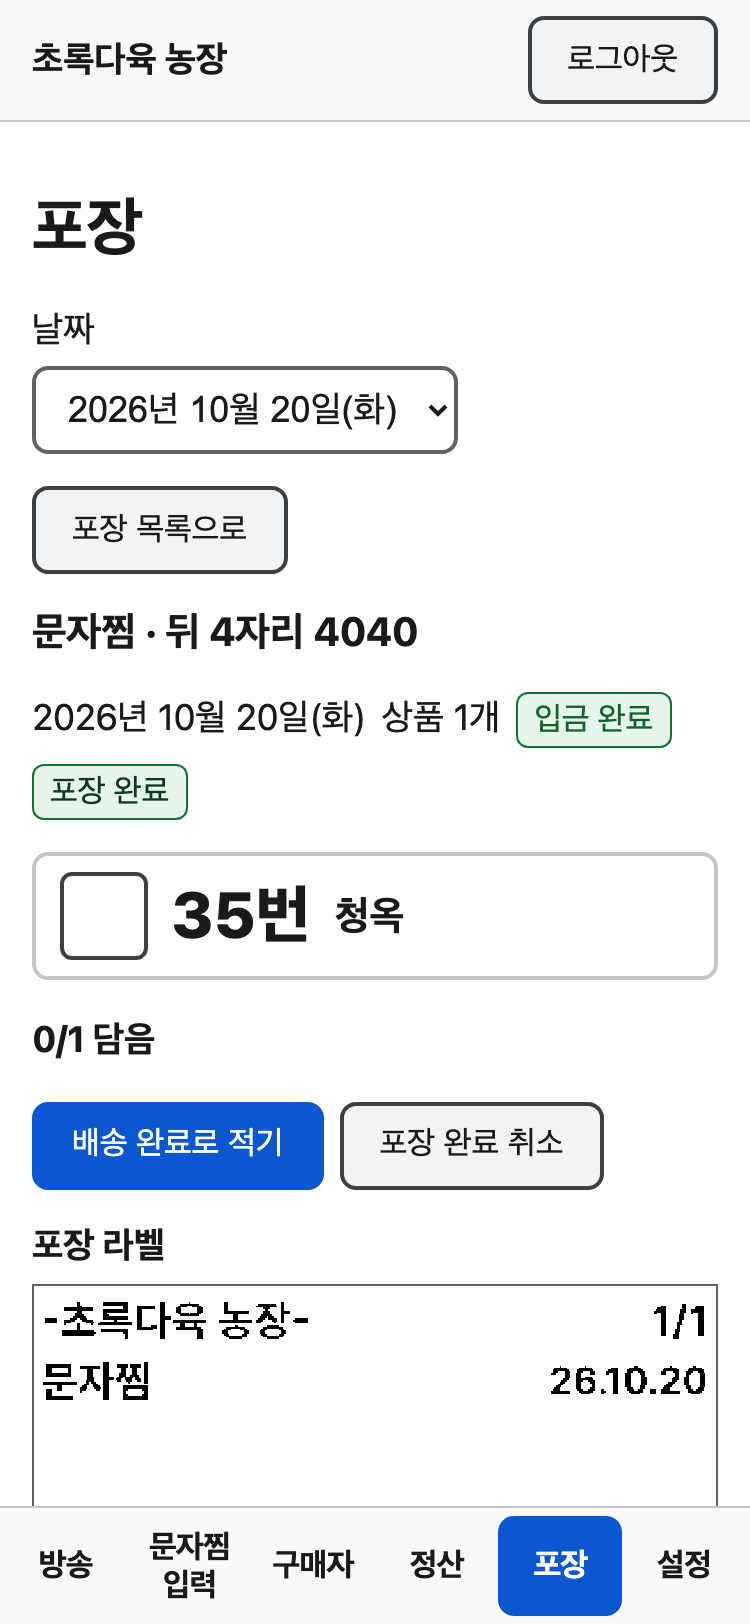 초록다육 농장 로그아웃
포장
날짜
2026년 10월 20일(화)
포장 목록으로
문자찜 · 뒤 4자리 4040
2026년 10월 20일(화) 상품 1개 입금 완료
포장 완료
35번 청옥
0/1 담음
배송 완료로 적기 포장 완료 취소
포장 라벨
-초록다육 농장- 1/1
문자찜 26.10.20
방송 문자찜 입력 구매자 정산 포장 설정